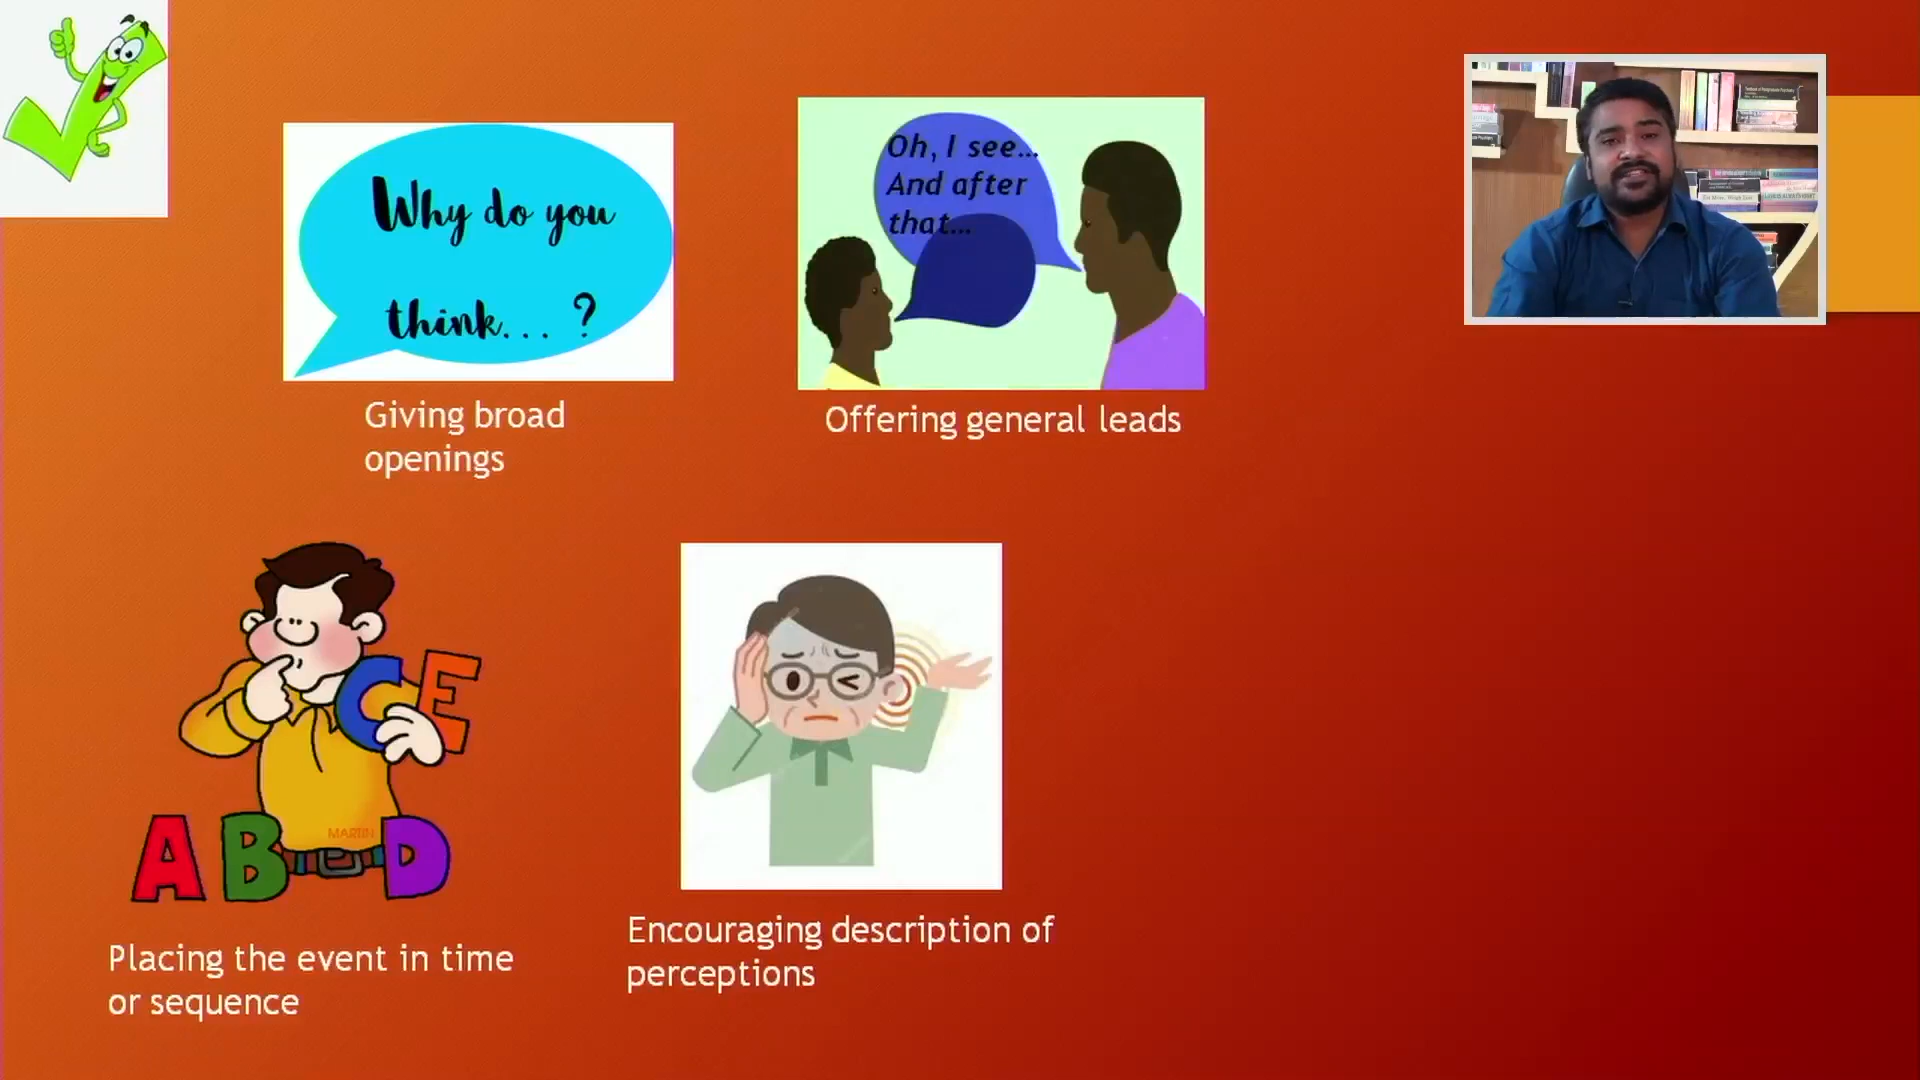 Why do you
think... ?
Oh, I see...
And after
that...
Giving broad
openings
Offering general leads
C E
A B D
MARTIN
Placing the event in time
or sequence
Encouraging description of
perceptions